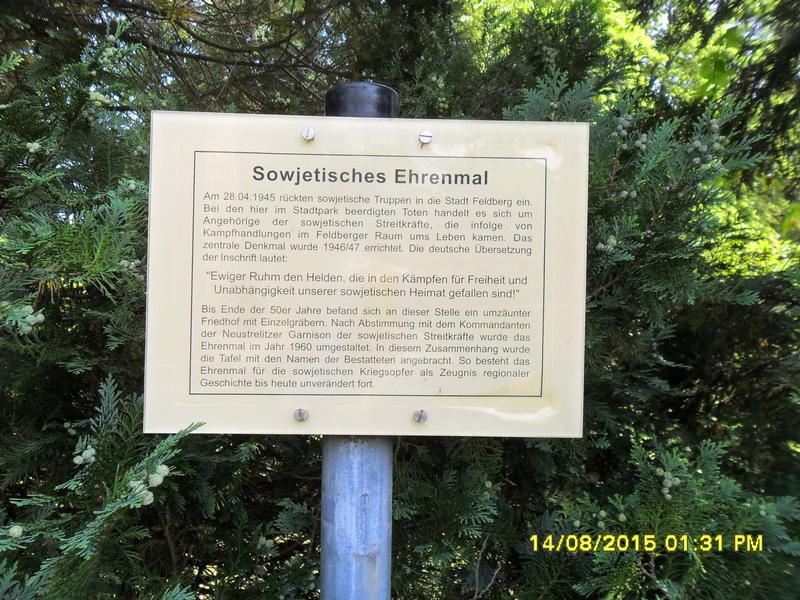 Sowjetisches Ehrenmal
Am 28.04.1945 rückten sowjetische Truppen in die Stadt Feldberg ein.
Bei den hier im Stadtpark beerdigten Toten handelt es sich um
Angehörige der sowjetischen Streitkräfte, die infolge von
Kampfhandlungen im Feldberger Raum ums Leben kamen. Das
zentrale Denkmal wurde 1946/47 errichtet. Die deutsche Übersetzung
der Inschrift lautet:
"Ewiger Ruhm den Helden, die in den Kämpfen für Freiheit und
Unabhängigkeit unserer sowjetischen Heimat gefallen sind!"
Bis Ende der 50er Jahre befand sich an dieser Stelle ein umzäunter
Friedhof mit Einzelgräbern. Nach Abstimmung mit dem Kommandanten
der Neustrelitzer Garnison der sowjetischen Streitkräfte wurde das
Ehrenmal im Jahr 1960 umgestaltet. In diesem Zusammenhang wurde
die Tafel mit den Namen der Bestatteten angebracht. So besteht das
Ehrenmal für die sowjetischen Kriegsopfer als Zeugnis regionaler
Geschichte bis heute unverändert fort.
14/08/2015 01:31 PM